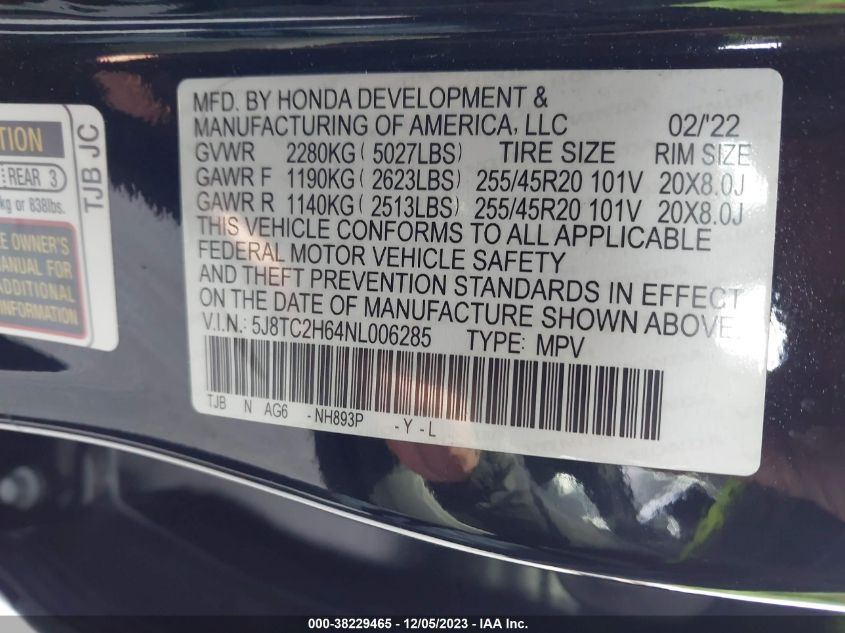 MFD. BY HONDA DEVELOPMENT &
MANUFACTURING OF AMERICA, LLC 02/'22
GVWR 2280KG (5027LBS) TIRE SIZE RIM SIZE
GAWR F 1190KG (2623LBS) 255/45R20 101V 20X8.0J
GAWR R 1140KG (2513LBS) 255/45R20 101V 20X8.0J
THIS VEHICLE CONFORMS TO ALL APPLICABLE
FEDERAL MOTOR VEHICLE SAFETY
AND THEFT PREVENTION STANDARDS IN EFFECT
ON THE DATE OF MANUFACTURE SHOWN ABOVE.
V.I.N.: 5J8TC2H64NL006285 TYPE: MPV
TJB N AG6 -NH893P -Y-L
REAR 3
kg or 838lbs.
OWNER'S
FOR
INFORMATION
TJB JC
000-38229465 - 12/05/2023 - IAA Inc.